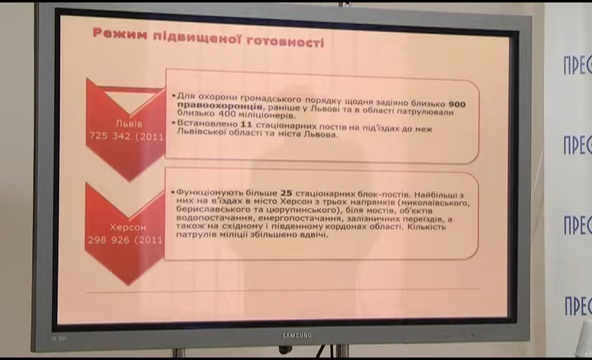 Режим підвищеної готовності
Львів
725 342 (2011
•Для охорони громадського порядку щодня задіяно близько 900
правоохоронців, раніше у Львові та в області патрулювали
близько 400 міліціонерів.
•Встановлено 11 стаціонарних постів на під'їздах до меж
Львівської області та міста Львова.
Херсон
298 926 (2011
•Функціонують більше 25 стаціонарних блок-постів. Найбільші з
них на в'їздах в місто Херсон з трьох напрямків (миколаївського,
бериславського та цюрупинського), біля мостів, об'єктів
водопостачання, енергопостачання, залізничних переїздів, а
також на східному і південному кордонах області. Кількість
патрулів міліції збільшено вдвічі.
SAMSUNG
ПРЕС
ПРЕС
ПРЕС
ПРЕС